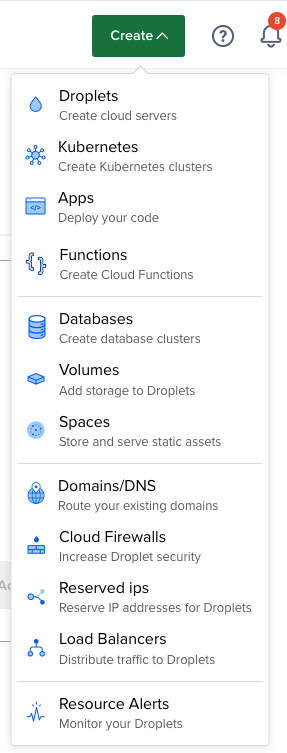 Create
8
Droplets
Create cloud servers
Kubernetes
Create Kubernetes clusters
Apps
Deploy your code
Functions
Create Cloud Functions
Databases
Create database clusters
Volumes
Add storage to Droplets
Spaces
Store and serve static assets
Domains/DNS
Route your existing domains
Cloud Firewalls
Increase Droplet security
Reserved ips
Reserve IP addresses for Droplets
Load Balancers
Distribute traffic to Droplets
Resource Alerts
Monitor your Droplets